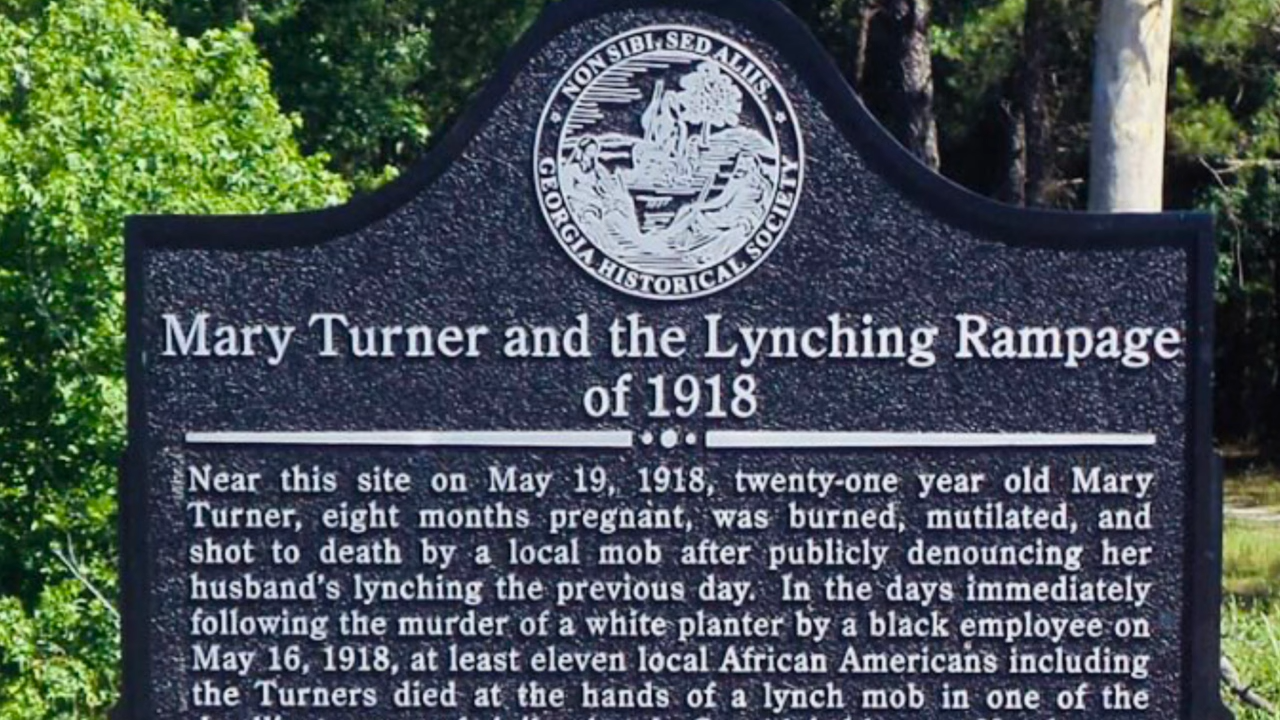 NON SIBI, SED ALIIS.
GEORGIA HISTORICAL SOCIETY
Mary Turner and the Lynching Rampage
of 1918
Near this site on May 19, 1918, twenty-one year old Mary
Turner, eight months pregnant, was burned, mutilated, and
shot to death by a local mob after publicly denouncing her
husband's lynching the previous day. In the days immediately
following the murder of a white planter by a black employee on
May 16, 1918, at least eleven local African Americans including
the Turners died at the hands of a lynch mob in one of the